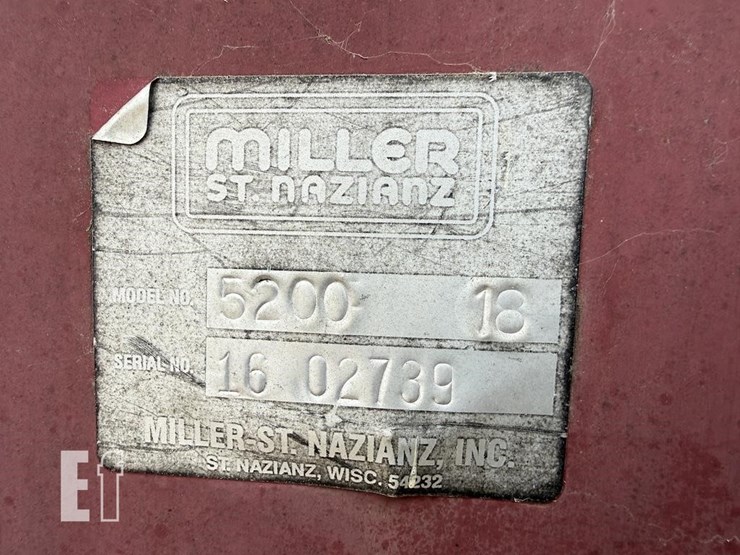 MILLER
ST. NAZIANZ
MODEL NO. 5200 18
SERIAL NO. 16 02739
MILLER-ST. NAZIANZ, INC.
ST. NAZIANZ, WISC. 54232